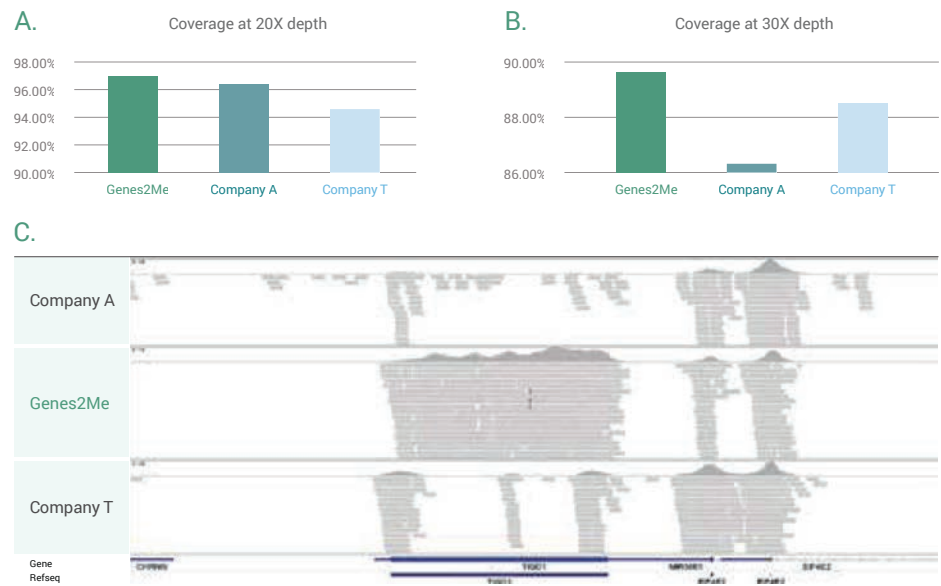 A.
Coverage at 20X depth
98.00%
96.00%
94.00%
92.00%
90.00%
Genes2Me
Company A
Company T
B.
Coverage at 30X depth
90.00%
88.00%
86.00%
Genes2Me
Company A
Company T
C.
Company A
Genes2Me
Company T
Gene
Refseq